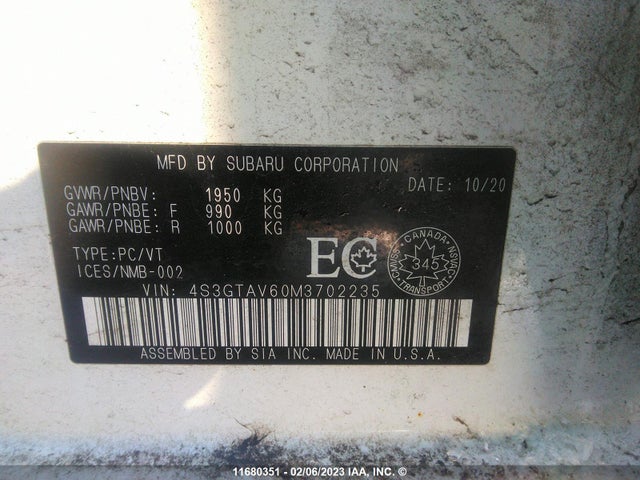 MFD BY SUBARU CORPORATION
DATE: 10/20
GVWR/PNBV: 1950 KG
GAWR/PNBE: F 990 KG
GAWR/PNBE: R 1000 KG
TYPE:PC/VT
ICES/NMB-002
EC
CANADA
CMVSS
NSVAC
345
TRANSPORT
VIN: 4S3GTAV60M3702235
ASSEMBLED BY SIA INC. MADE IN U.S.A.
11680351 - 02/06/2023 IAA, INC. ©